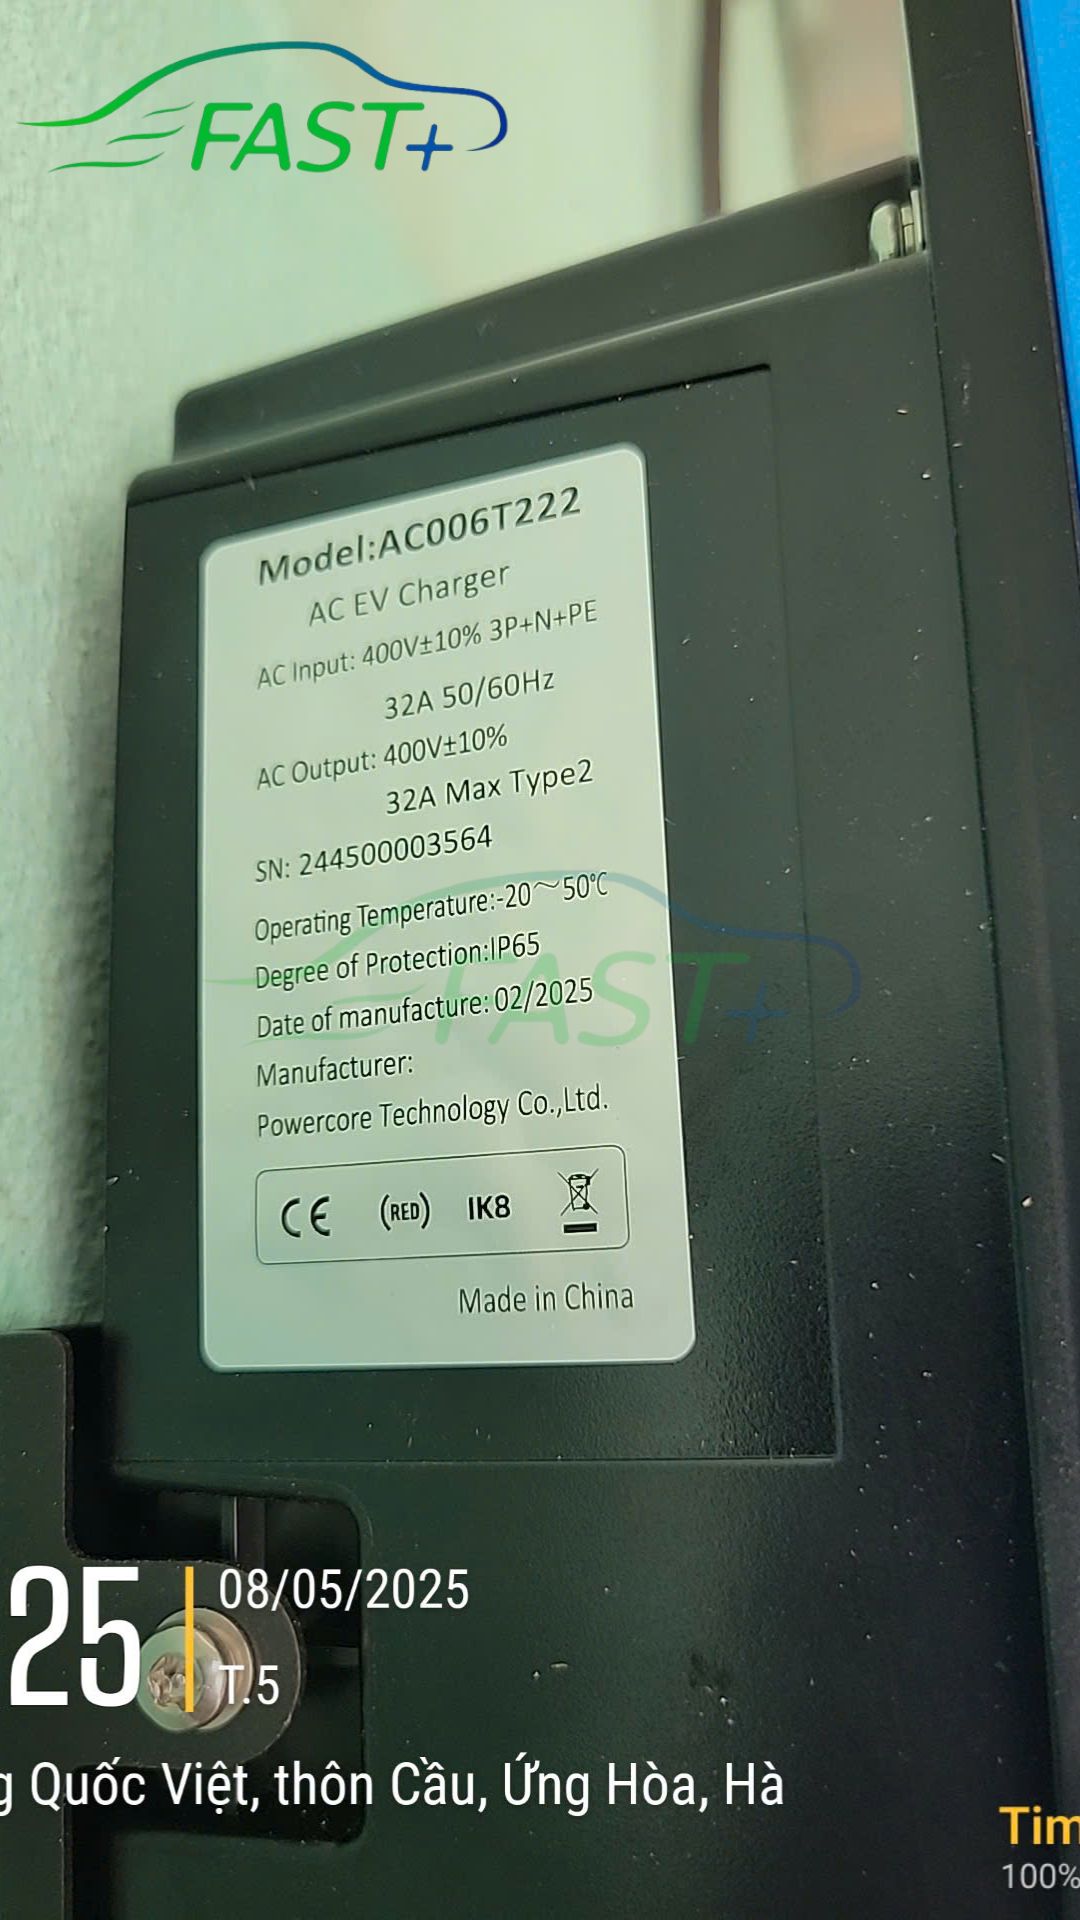 FAST+
Model:AC006T222
AC EV Charger
AC Input: 400V±10% 3P+N+PE
32A 50/60Hz
AC Output: 400V±10%
32A Max Type2
SN: 244500003564
Operating Temperature:-20～50℃
Degree of Protection:IP65
FAST+
Date of manufacture: 02/2025
Manufacturer:
Powercore Technology Co.,Ltd.
CE (RED) IK8
Made in China
25
08/05/2025
T.5
Quốc Việt, thôn Cầu, Ứng Hòa, Hà
100%